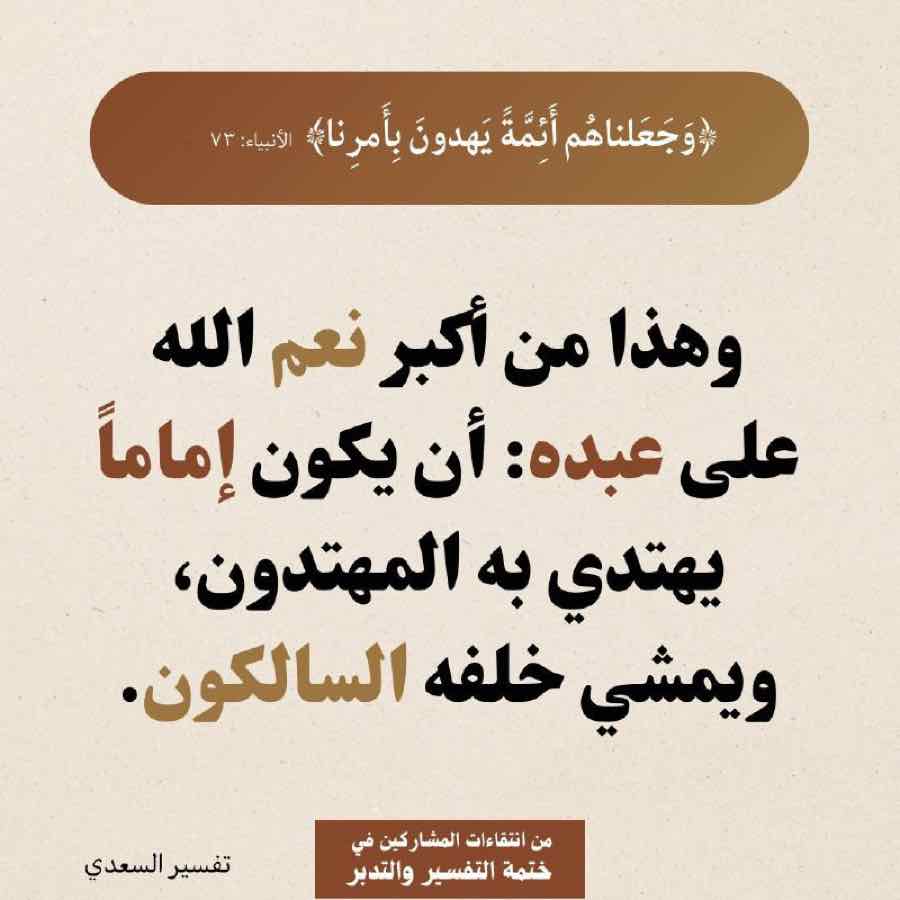 ﴿وَجَعَلناهُم أَئِمَّةً يَهدونَ بِأَمرِنا﴾ الأنبياء: ٧٣
وهذا من أكبر نعم الله
على عبده: أن يكون إماماً
يهتدي به المهتدون،
ويمشي خلفه السالكون.
من انتقاءات المشاركين في
ختمة التفسير والتدبر
تفسير السعدي